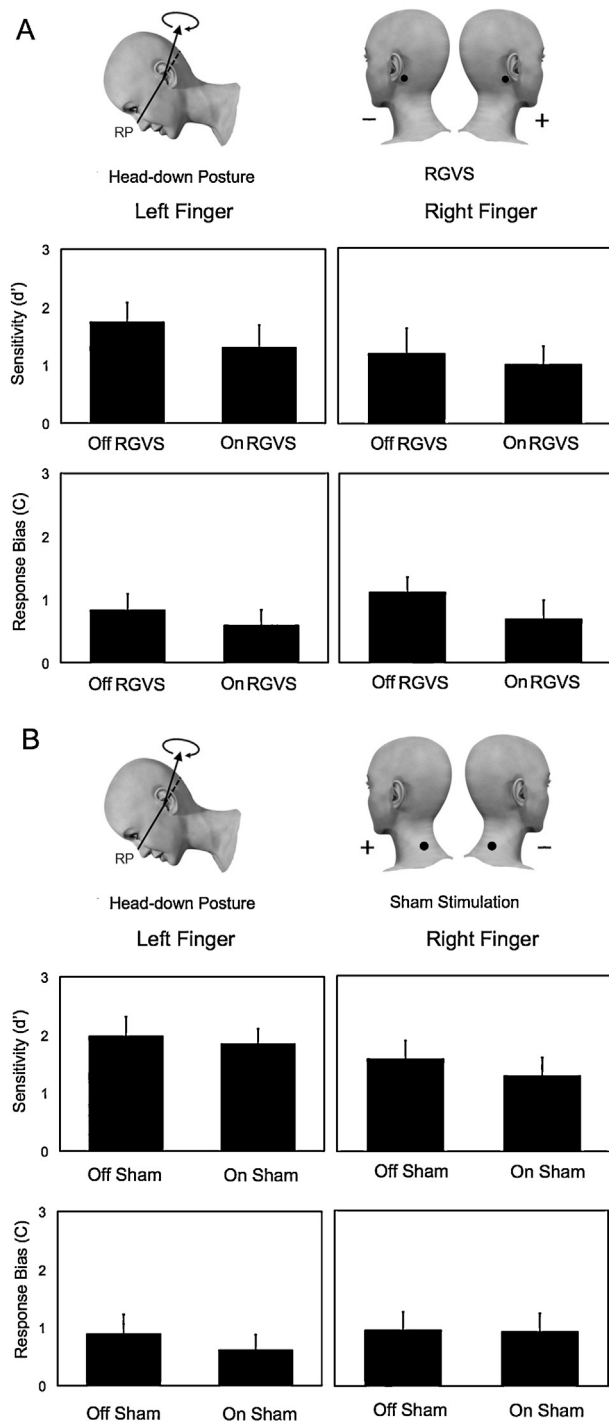 A
RP
− +
Head-down Posture RGVS
Left Finger Right Finger
Sensitivity (d')
3
2
1
0
Off RGVS On RGVS Off RGVS On RGVS
Response Bias (C)
3
2
1
0
Off RGVS On RGVS Off RGVS On RGVS
B
RP
+ −
Head-down Posture Sham Stimulation
Left Finger Right Finger
Sensitivity (d')
3
2
1
0
Off Sham On Sham Off Sham On Sham
Response Bias (C)
3
2
1
0
Off Sham On Sham Off Sham On Sham